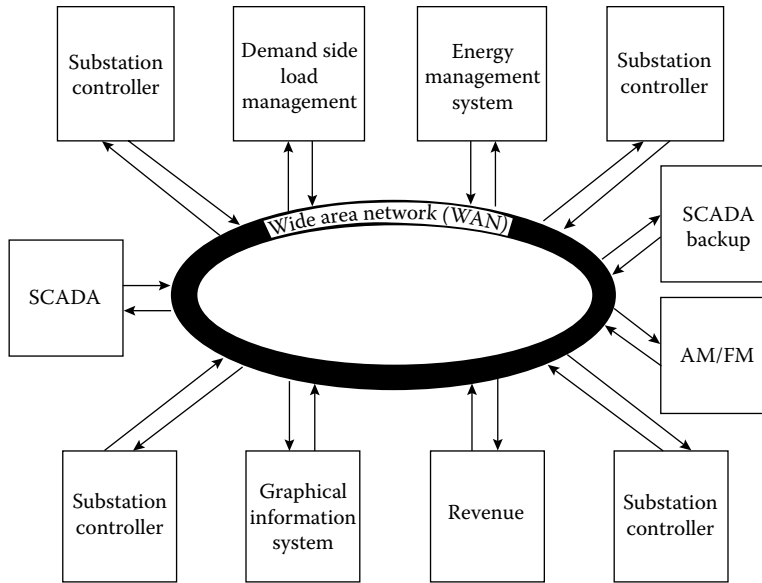 Substation
controller
Demand side
load
management
Energy
management
system
Substation
controller
Wide area network (WAN)
SCADA
backup
SCADA
AM/FM
Substation
controller
Graphical
information
system
Revenue
Substation
controller